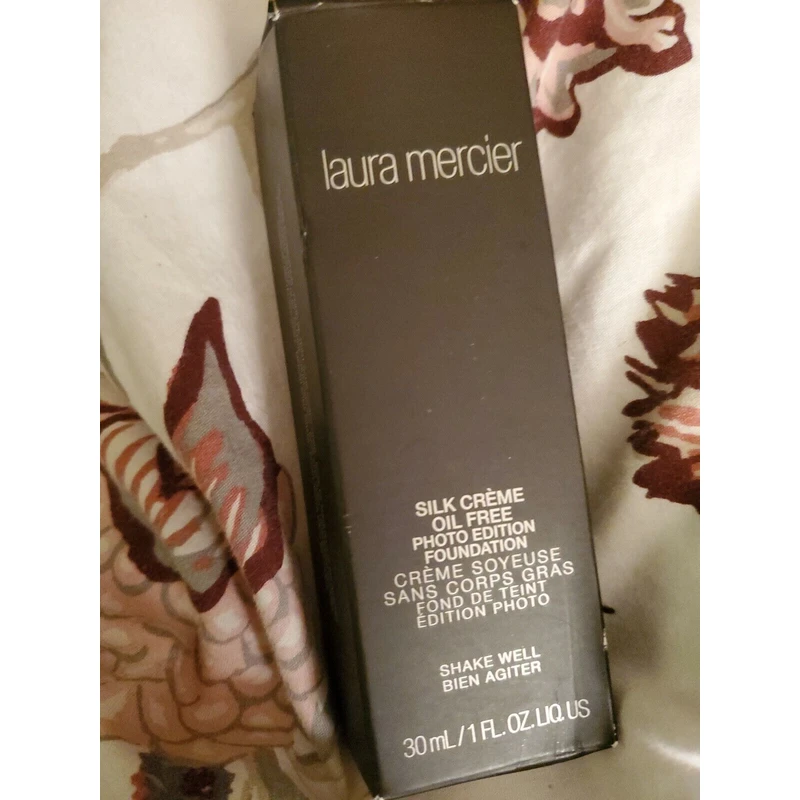 laura mercier
SILK CRÈME
OIL FREE
PHOTO EDITION
FOUNDATION
CRÈME SOYEUSE
SANS CORPS GRAS
FOND DE TEINT
ÉDITION PHOTO
SHAKE WELL
BIEN AGITER
30 mL / 1 FL. OZ. LIQ. US